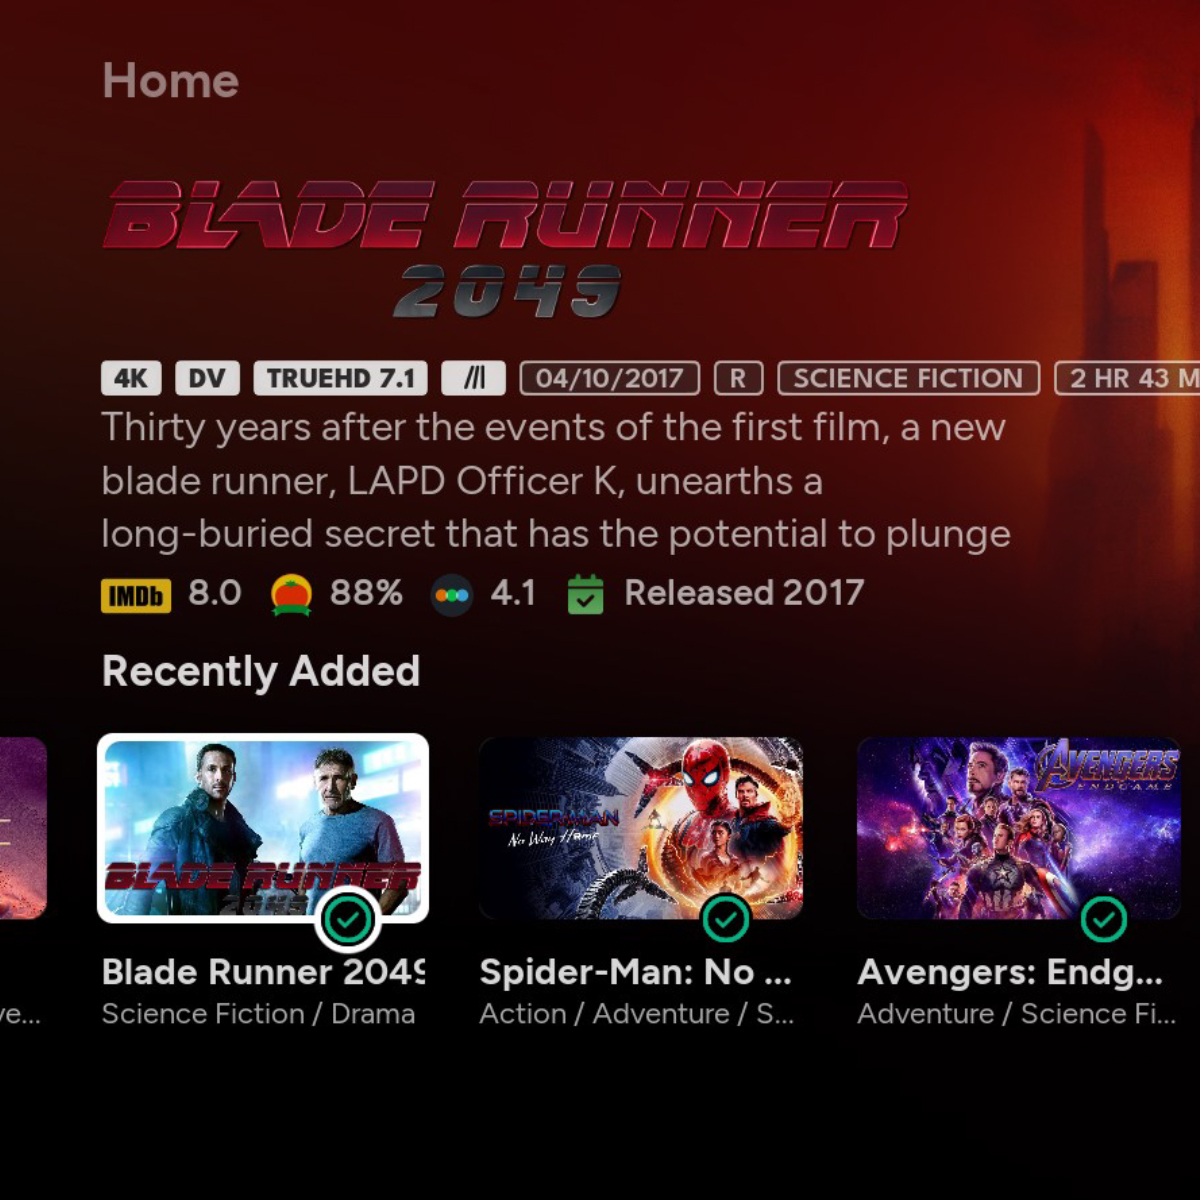 Home
BLADE RUNNER
2049
4K DV TRUEHD 7.1 /// 04/10/2017 R SCIENCE FICTION 2 HR 43 M
Thirty years after the events of the first film, a new
blade runner, LAPD Officer K, unearths a
long-buried secret that has the potential to plunge
IMDb 8.0 88% 4.1 Released 2017
Recently Added
BLADE RUNNER
2049
SPIDER-MAN
No Way Home
AVENGERS
ENDGAME
Blade Runner 2049 Spider-Man: No ... Avengers: Endg...
ve... Science Fiction / Drama Action / Adventure / S... Adventure / Science Fi...